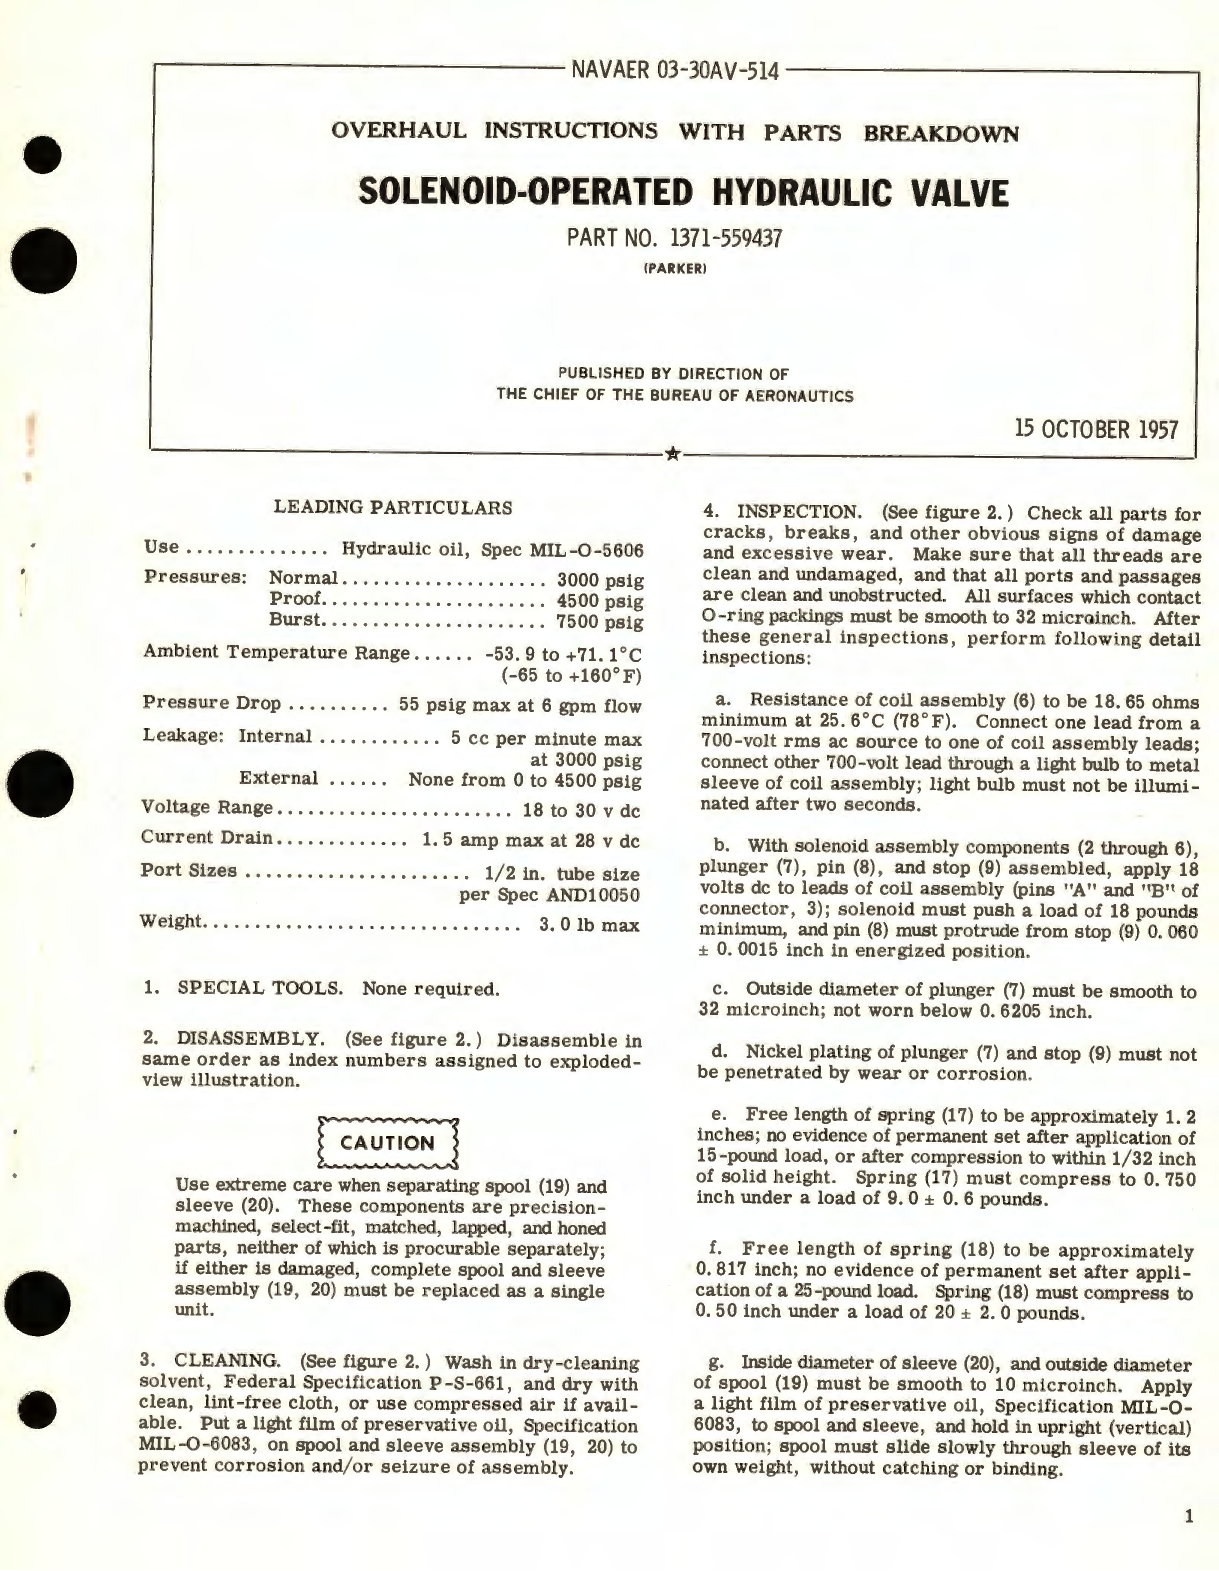 NAVAER 03-30AV-514
OVERHAUL INSTRUCTIONS WITH PARTS BREAKDOWN
SOLENOID-OPERATED HYDRAULIC VALVE
PART NO. 1371-559437
(PARKER)
PUBLISHED BY DIRECTION OF
THE CHIEF OF THE BUREAU OF AERONAUTICS
15 OCTOBER 1957
LEADING PARTICULARS
Use .............. Hydraulic oil, Spec MIL-O-5606
Pressures: Normal .................... 3000 psig
Proof...................... 4500 psig
Burst...................... 7500 psig
Ambient Temperature Range ...... -53.9 to +71.1°C
(-65 to +160°F)
Pressure Drop .......... 55 psig max at 6 gpm flow
Leakage: Internal ............ 5 cc per minute max
at 3000 psig
External ...... None from 0 to 4500 psig
Voltage Range ....................... 18 to 30 v dc
Current Drain ............. 1.5 amp max at 28 v dc
Port Sizes ...................... 1/2 in. tube size
per Spec AND10050
Weight............................... 3.0 lb max
1. SPECIAL TOOLS. None required.
2. DISASSEMBLY. (See figure 2.) Disassemble in
same order as index numbers assigned to exploded-
view illustration.
CAUTION
Use extreme care when separating spool (19) and
sleeve (20). These components are precision-
machined, select-fit, matched, lapped, and honed
parts, neither of which is procurable separately;
if either is damaged, complete spool and sleeve
assembly (19, 20) must be replaced as a single
unit.
3. CLEANING. (See figure 2.) Wash in dry-cleaning
solvent, Federal Specification P-S-661, and dry with
clean, lint-free cloth, or use compressed air if avail-
able. Put a light film of preservative oil, Specification
MIL-O-6083, on spool and sleeve assembly (19, 20) to
prevent corrosion and/or seizure of assembly.
4. INSPECTION. (See figure 2.) Check all parts for
cracks, breaks, and other obvious signs of damage
and excessive wear. Make sure that all threads are
clean and undamaged, and that all ports and passages
are clean and unobstructed. All surfaces which contact
O-ring packings must be smooth to 32 microinch. After
these general inspections, perform following detail
inspections:
a. Resistance of coil assembly (6) to be 18.65 ohms
minimum at 25.6°C (78°F). Connect one lead from a
700-volt rms ac source to one of coil assembly leads;
connect other 700-volt lead through a light bulb to metal
sleeve of coil assembly; light bulb must not be illumi-
nated after two seconds.
b. With solenoid assembly components (2 through 6),
plunger (7), pin (8), and stop (9) assembled, apply 18
volts dc to leads of coil assembly (pins "A" and "B" of
connector, 3); solenoid must push a load of 18 pounds
minimum, and pin (8) must protrude from stop (9) 0.060
± 0.0015 inch in energized position.
c. Outside diameter of plunger (7) must be smooth to
32 microinch; not worn below 0.6205 inch.
d. Nickel plating of plunger (7) and stop (9) must not
be penetrated by wear or corrosion.
e. Free length of spring (17) to be approximately 1.2
inches; no evidence of permanent set after application of
15-pound load, or after compression to within 1/32 inch
of solid height. Spring (17) must compress to 0.750
inch under a load of 9.0 ± 0.6 pounds.
f. Free length of spring (18) to be approximately
0.817 inch; no evidence of permanent set after appli-
cation of a 25-pound load. Spring (18) must compress to
0.50 inch under a load of 20 ± 2.0 pounds.
g. Inside diameter of sleeve (20), and outside diameter
of spool (19) must be smooth to 10 microinch. Apply
a light film of preservative oil, Specification MIL-O-
6083, to spool and sleeve, and hold in upright (vertical)
position; spool must slide slowly through sleeve of its
own weight, without catching or binding.
1